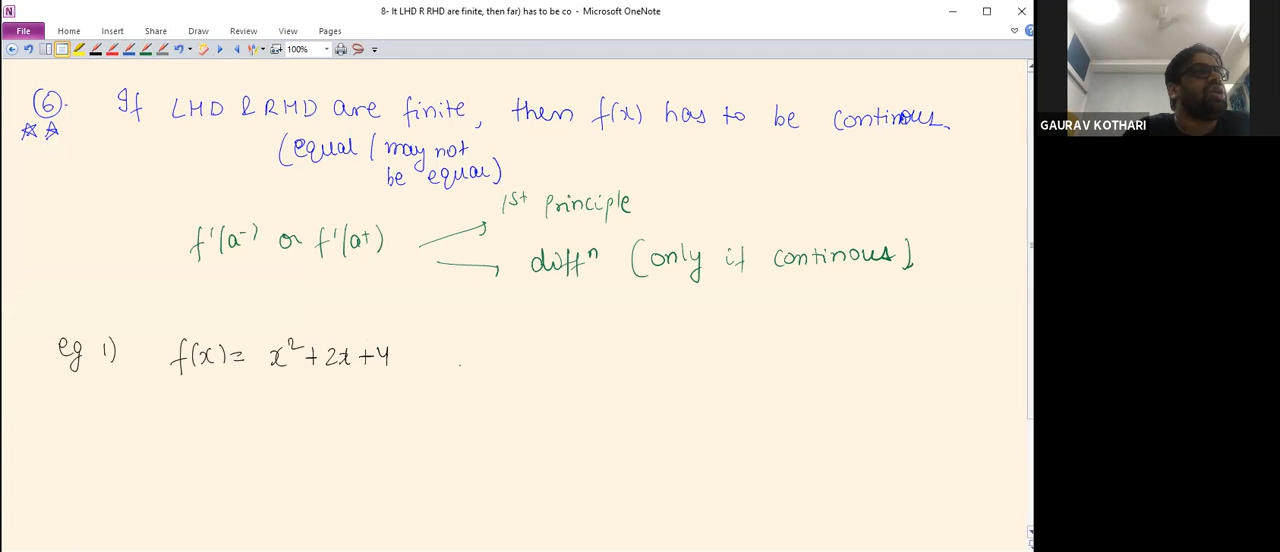 8- It LHD R RHD are finite, then far) has to be co - Microsoft OneNote
File Home Insert Share Draw Review View Pages
100%
GAURAV KOTHARI
(6). If LHD & RHD are finite, then f(x) has to be continous.
(equal / may not
be equal)
1st principle
f'(a-) or f'(a+)
diffn (only if continous)
eg 1) f(x) = x²+2x+4